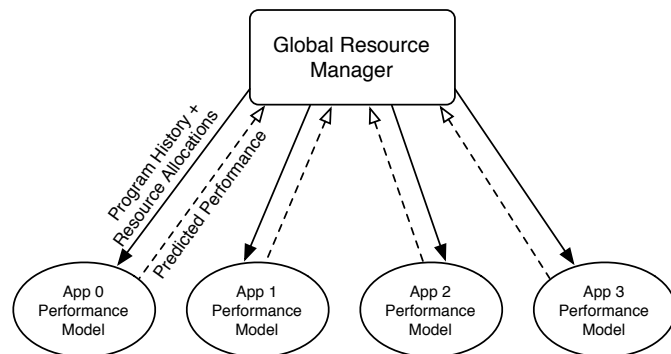 Global Resource
Manager
Program History +
Resource Allocations
Predicted Performance
App 0
Performance
Model
App 1
Performance
Model
App 2
Performance
Model
App 3
Performance
Model